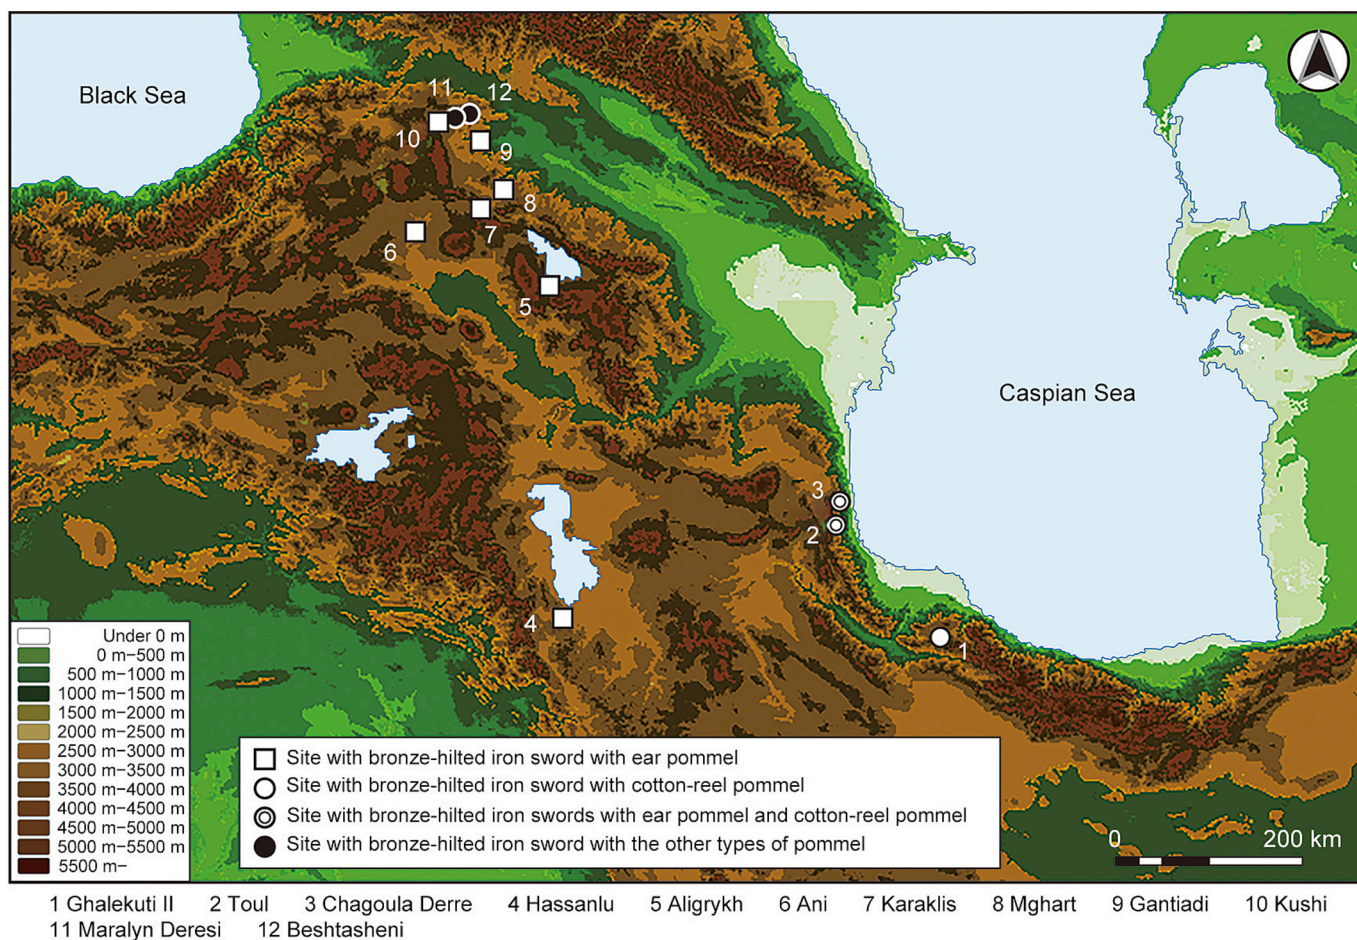 Black Sea
11
12
10
9
8
7
6
5
Caspian Sea
3
2
4
1
Under 0 m
0 m–500 m
500 m–1000 m
1000 m–1500 m
1500 m–2000 m
2000 m–2500 m
2500 m–3000 m
3000 m–3500 m
3500 m–4000 m
4000 m–4500 m
4500 m–5000 m
5000 m–5500 m
5500 m–
Site with bronze-hilted iron sword with ear pommel
Site with bronze-hilted iron sword with cotton-reel pommel
Site with bronze-hilted iron swords with ear pommel and cotton-reel pommel
Site with bronze-hilted iron sword with the other types of pommel
0 200 km
1 Ghalekuti II 2 Toul 3 Chagoula Derre 4 Hassanlu 5 Aligrykh 6 Ani 7 Karaklis 8 Mghart 9 Gantiadi 10 Kushi
11 Maralyn Deresi 12 Beshtasheni